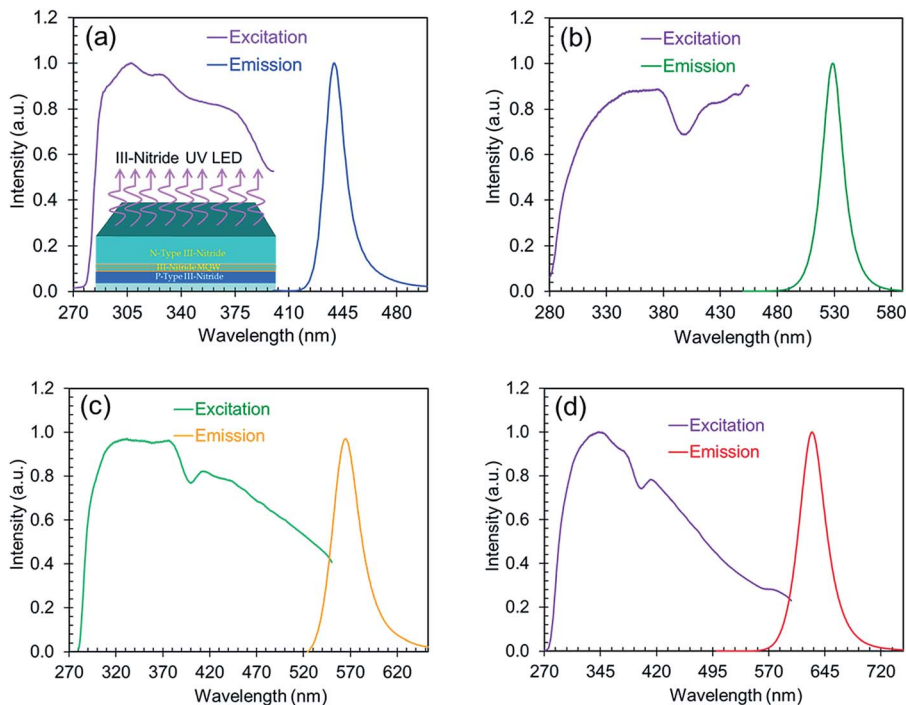 (a)
Excitation
Emission
III-Nitride UV LED
N-Type III-Nitride
III-Nitride MQW
P-Type III-Nitride
Intensity (a.u.)
0.0
0.2
0.4
0.6
0.8
1.0
1.2
270 305 340 375 410 445 480
Wavelength (nm)
(b)
Excitation
Emission
Intensity (a.u.)
0.0
0.2
0.4
0.6
0.8
1.0
1.2
280 330 380 430 480 530 580
Wavelength (nm)
(c)
Excitation
Emission
Intensity (a.u.)
0.0
0.2
0.4
0.6
0.8
1.0
1.2
270 320 370 420 470 520 570 620
Wavelength (nm)
(d)
Excitation
Emission
Intensity (a.u.)
0.0
0.2
0.4
0.6
0.8
1.0
1.2
270 345 420 495 570 645 720
Wavelength (nm)